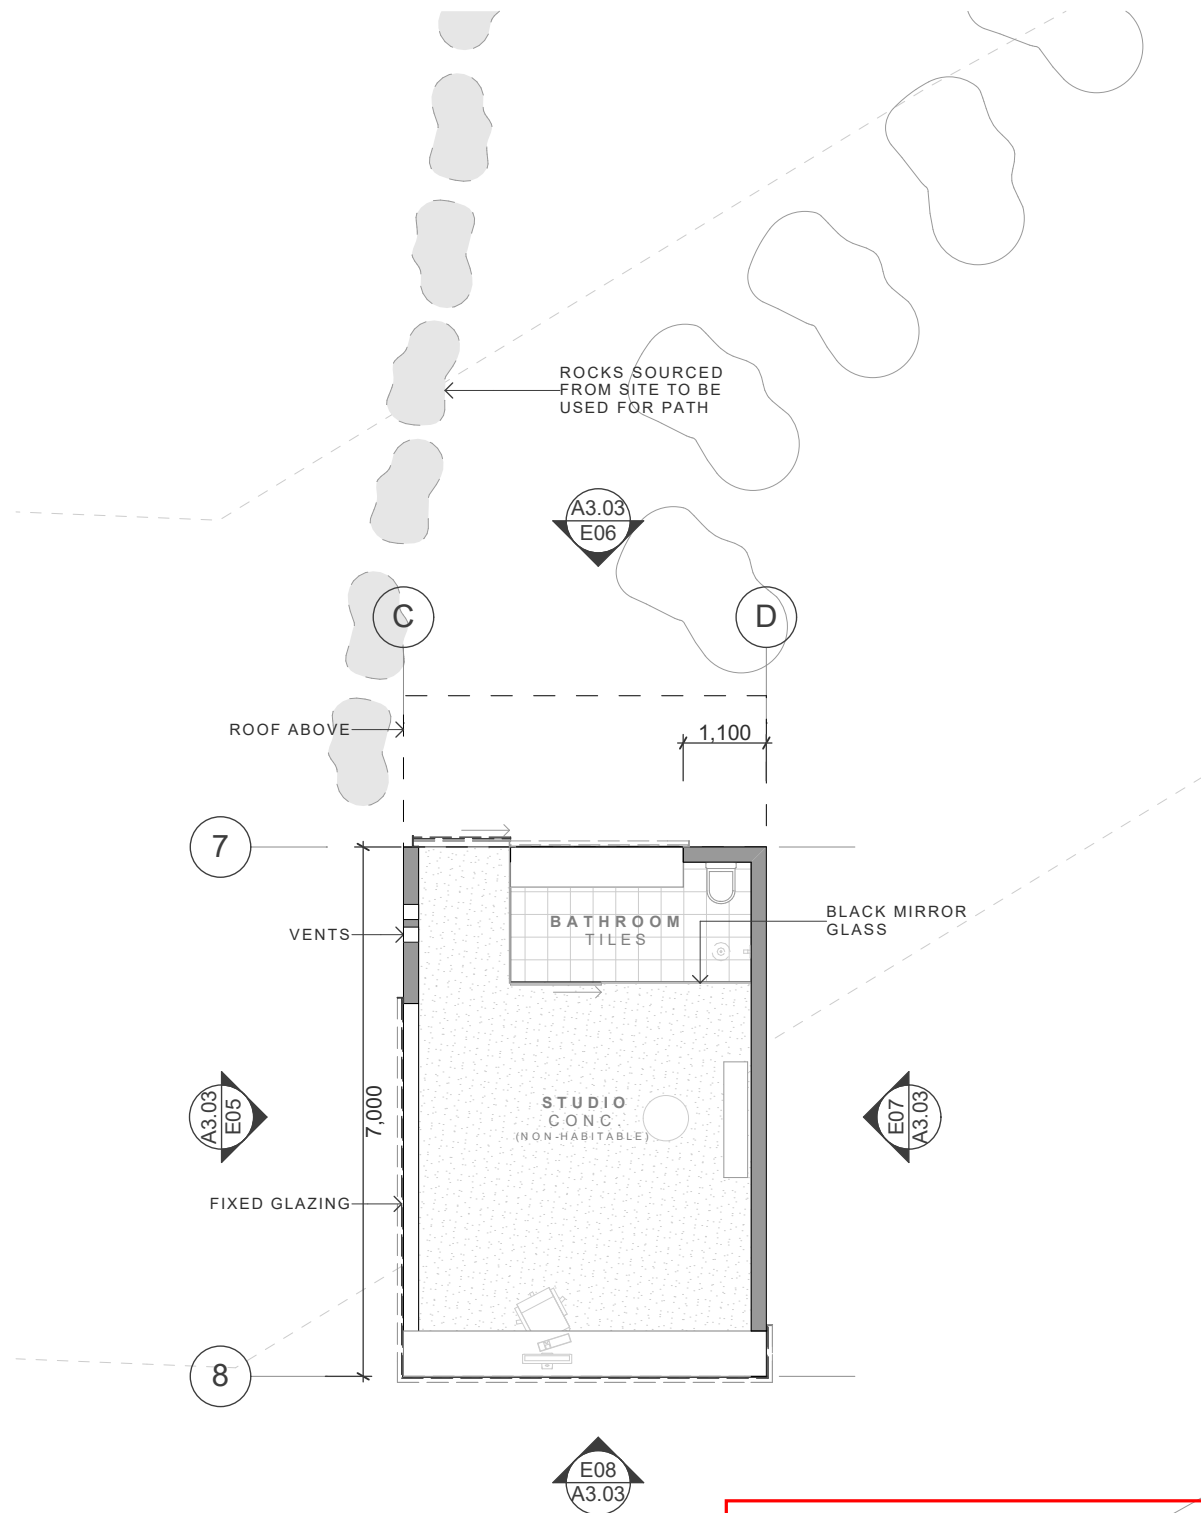 ROCKS SOURCED
FROM SITE TO BE
USED FOR PATH
A3.03
E06
C
D
ROOF ABOVE
1,100
7
BATHROOM
TILES
BLACK MIRROR
GLASS
VENTS
A3.03
E05
7,000
STUDIO
CONC.
(NON-HABITABLE)
E07
A3.03
FIXED GLAZING
8
E08
A3.03